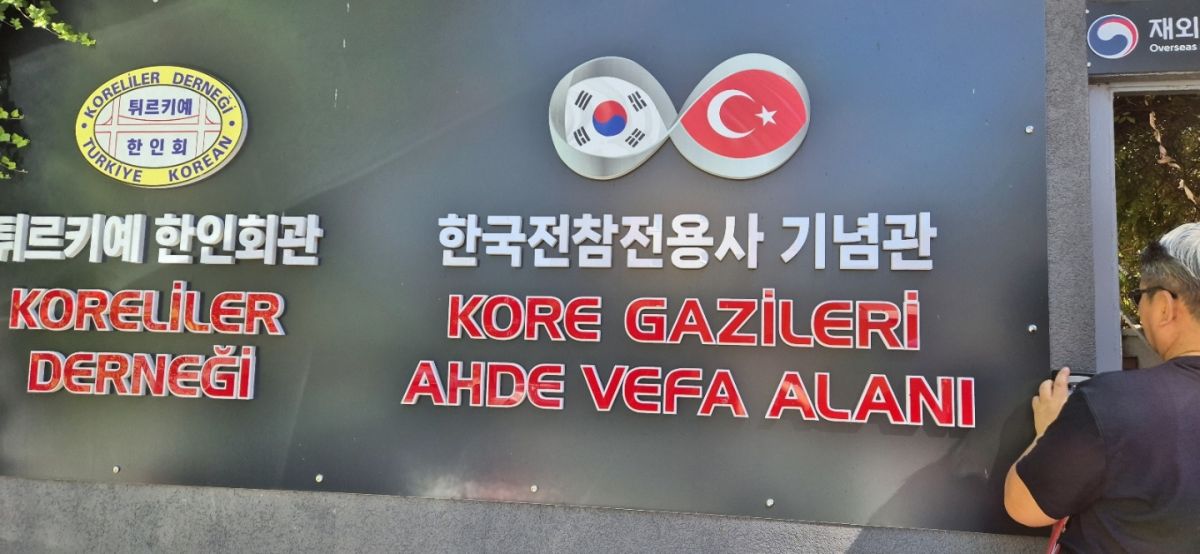 KORELİLER DERNEĞİ
튀르키예
한인회
TURKIYE KOREAN
튀르키예 한인회관
KORELİLER
DERNEĞİ
한국전참전용사 기념관
KORE GAZİLERİ
AHDE VEFA ALANI
재외
Overseas